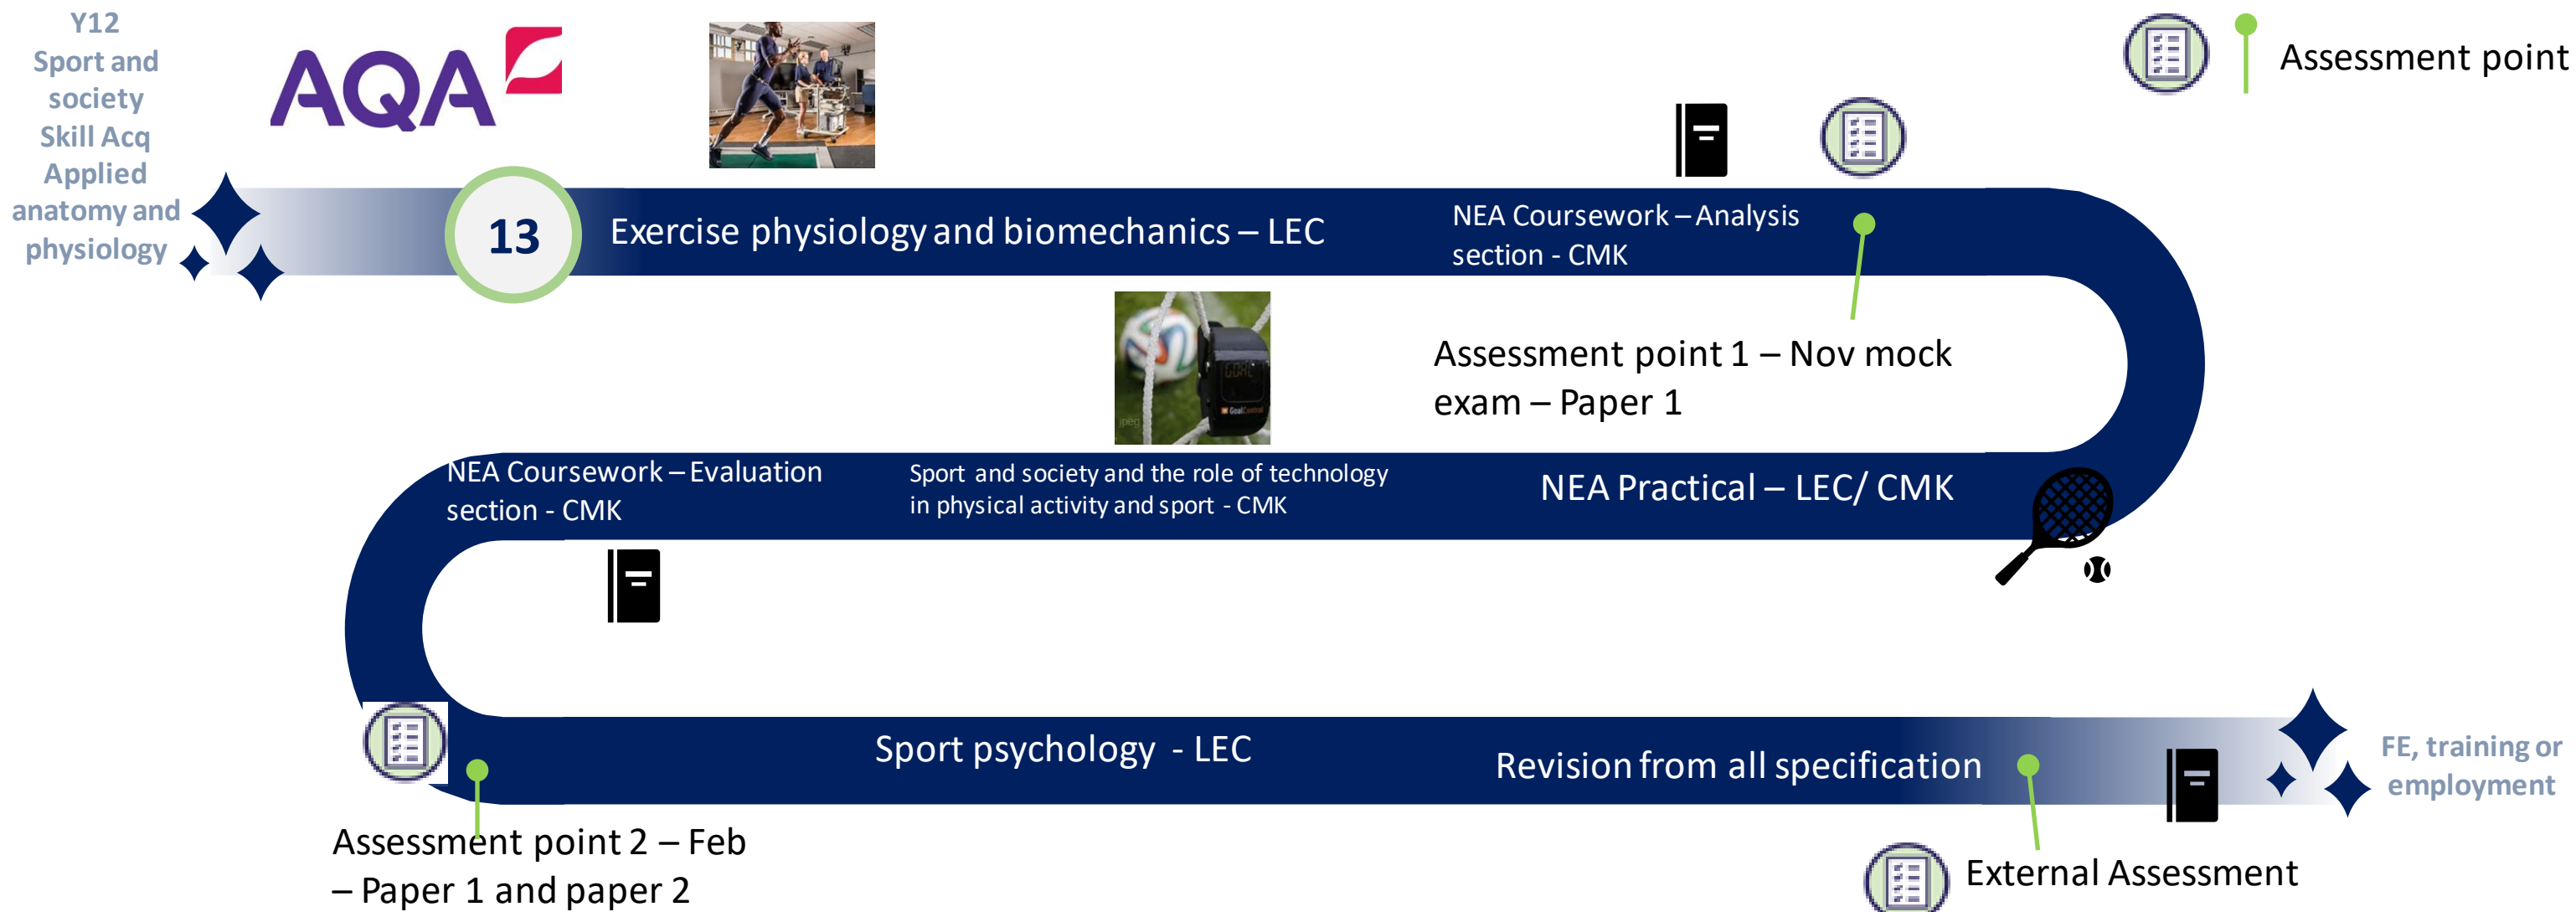 Y12
Sport and
society
Skill Acq
Applied
anatomy and
physiology
AQA
Assessment point
13
Exercise physiology and biomechanics – LEC
NEA Coursework – Analysis
section - CMK
Assessment point 1 – Nov mock
exam – Paper 1
GOAL
GoalControl
jpeg
NEA Practical – LEC/ CMK
Sport and society and the role of technology
in physical activity and sport - CMK
NEA Coursework – Evaluation
section - CMK
Assessment point 2 – Feb
– Paper 1 and paper 2
Sport psychology - LEC
Revision from all specification
External Assessment
FE, training or
employment